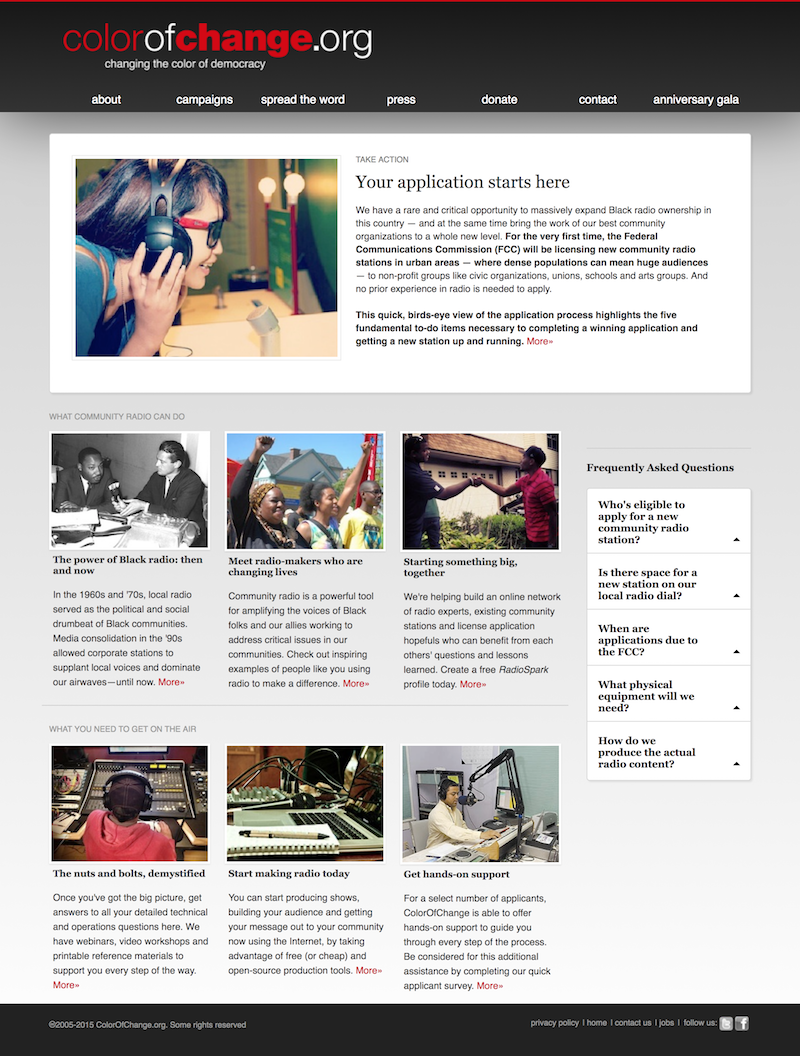 colorofchange.org
changing the color of democracy
about campaigns spread the word press donate contact anniversary gala
TAKE ACTION
Your application starts here
We have a rare and critical opportunity to massively expand Black radio ownership in
this country — and at the same time bring the work of our best community
organizations to a whole new level. For the very first time, the Federal
Communications Commission (FCC) will be licensing new community radio
stations in urban areas — where dense populations can mean huge audiences
— to non-profit groups like civic organizations, unions, schools and arts groups. And
no prior experience in radio is needed to apply.
This quick, birds-eye view of the application process highlights the five
fundamental to-do items necessary to completing a winning application and
getting a new station up and running. More»
WHAT COMMUNITY RADIO CAN DO
The power of Black radio: then
and now
In the 1960s and '70s, local radio
served as the political and social
drumbeat of Black communities.
Media consolidation in the '90s
allowed corporate stations to
supplant local voices and dominate
our airwaves—until now. More»
Meet radio-makers who are
changing lives
Community radio is a powerful tool
for amplifying the voices of Black
folks and our allies working to
address critical issues in our
communities. Check out inspiring
examples of people like you using
radio to make a difference. More»
Starting something big,
together
We're helping build an online network
of radio experts, existing community
stations and license application
hopefuls who can benefit from each
others' questions and lessons
learned. Create a free RadioSpark
profile today. More»
Frequently Asked Questions
Who's eligible to
apply for a new
community radio
station?
Is there space for a
new station on our
local radio dial?
When are
applications due to
the FCC?
What physical
equipment will we
need?
How do we
produce the actual
radio content?
WHAT YOU NEED TO GET ON THE AIR
The nuts and bolts, demystified
Once you've got the big picture, get
answers to all your detailed technical
and operations questions here. We
have webinars, video workshops and
printable reference materials to
support you every step of the way.
More»
Start making radio today
You can start producing shows,
building your audience and getting
your message out to your community
now using the Internet, by taking
advantage of free (or cheap) and
open-source production tools. More»
Get hands-on support
For a select number of applicants,
ColorOfChange is able to offer
hands-on support to guide you
through every step of the process.
Be considered for this additional
assistance by completing our quick
applicant survey. More»
©2005-2015 ColorOfChange.org. Some rights reserved
privacy policy | home | contact us | jobs | follow us: